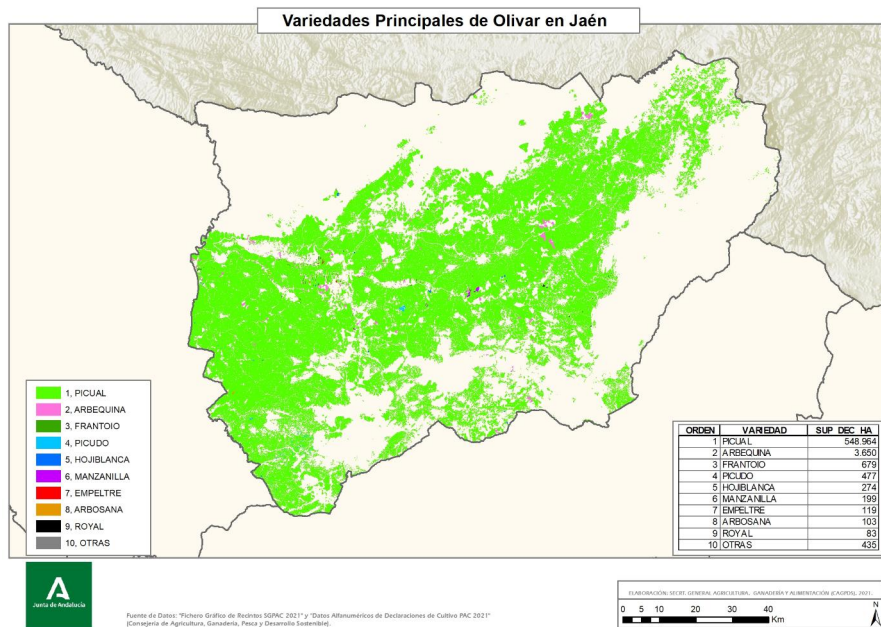 Variedades Principales de Olivar en Jaén
1, PICUAL
2, ARBEQUINA
3, FRANTOIO
4, PICUDO
5, HOJIBLANCA
6, MANZANILLA
7, EMPELTRE
8, ARBOSANA
9, ROYAL
10, OTRAS
ORDEN VARIEDAD SUP DEC HA
1 PICUAL 548.964
2 ARBEQUINA 3.650
3 FRANTOIO 679
4 PICUDO 477
5 HOJIBLANCA 274
6 MANZANILLA 199
7 EMPELTRE 119
8 ARBOSANA 103
9 ROYAL 83
10 OTRAS 435
Junta de Andalucía
Fuente de Datos: "Fichero Gráfico de Recintos SGPAC 2021" y "Datos Alfanuméricos de Declaraciones de Cultivo PAC 2021"
(Consejería de Agricultura, Ganadería, Pesca y Desarrollo Sostenible).
ELABORACIÓN: SECRT. GENERAL AGRICULTURA, GANADERÍA Y ALIMENTACIÓN (CAGPDS), 2021.
0 5 10 20 30 40
Km
N